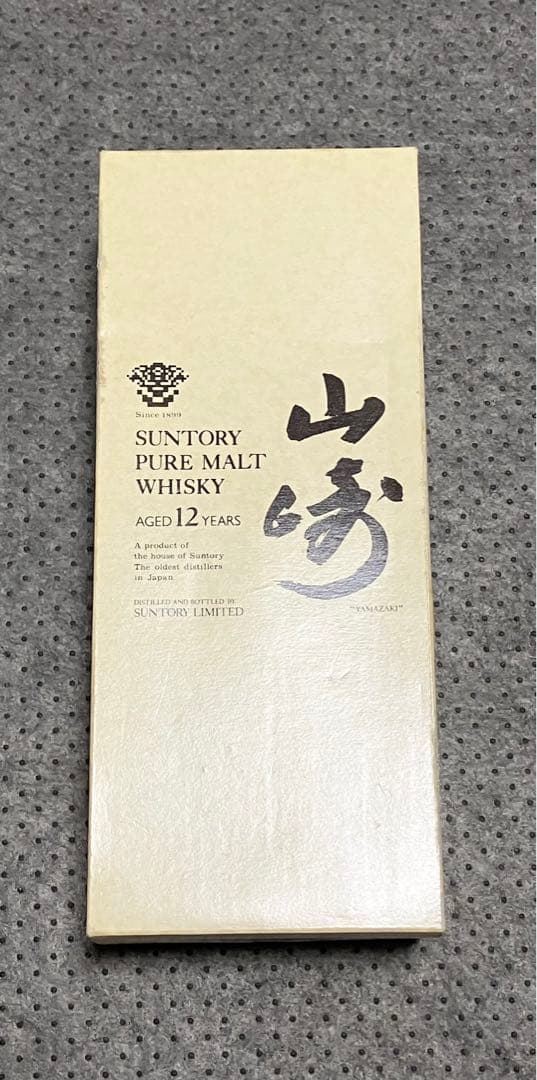 Since 1899
SUNTORY
PURE MALT
WHISKY
AGED 12 YEARS
A product of
the house of Suntory
The oldest distillers
in Japan
DISTILLED AND BOTTLED BY
SUNTORY LIMITED
山崎
"YAMAZAKI"